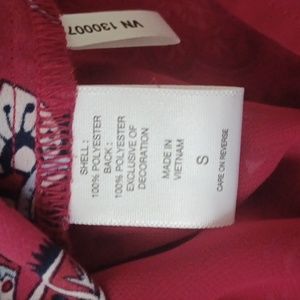 VN 130007
SHELL :
100% POLYESTER
BACK :
100% POLYESTER
EXCLUSIVE OF
DECORATION
MADE IN
VIETNAM
S
CARE ON REVERSE